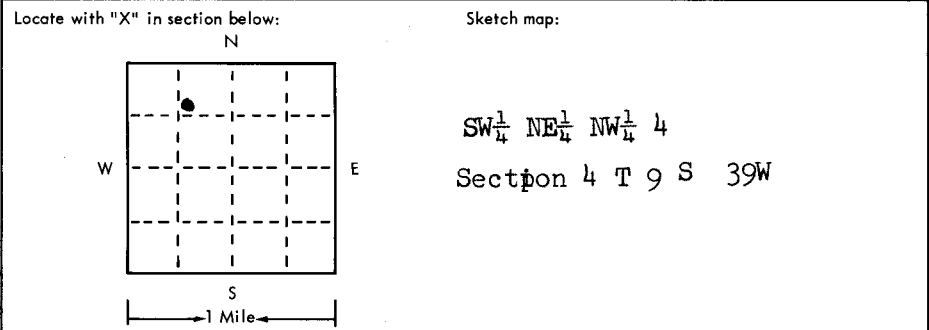 Locate with "X" in section below:
Sketch map:
N
W
E
S
1 Mile
SW¼ NE¼ NW¼ 4
Section 4 T 9 S 39W